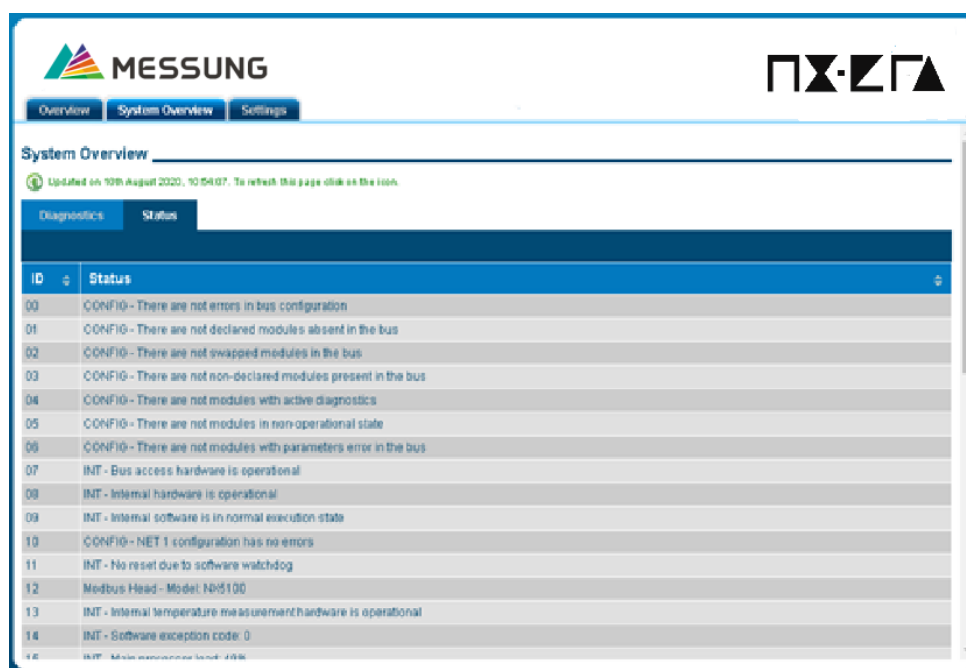 MESSUNG
Overview
System Overview
Settings
System Overview
Updated on 10th August 2020, 10:54:07. To refresh this page click on the icon.
Diagnostics
Status
ID
Status
00 CONFIG - There are not errors in bus configuration
01 CONFIG - There are not declared modules absent in the bus
02 CONFIG - There are not swapped modules in the bus
03 CONFIG - There are not non-declared modules present in the bus
04 CONFIG - There are not modules with active diagnostics
05 CONFIG - There are not modules in non-operational state
06 CONFIG - There are not modules with parameters error in the bus
07 INT - Bus access hardware is operational
08 INT - Internal hardware is operational
09 INT - Internal software is in normal execution state
10 CONFIG - NET 1 configuration has no errors
11 INT - No reset due to software watchdog
12 Modbus Head - Model: NX5100
13 INT - Internal temperature measurement hardware is operational
14 INT - Software exception code: 0
15 INT - Main processor load: